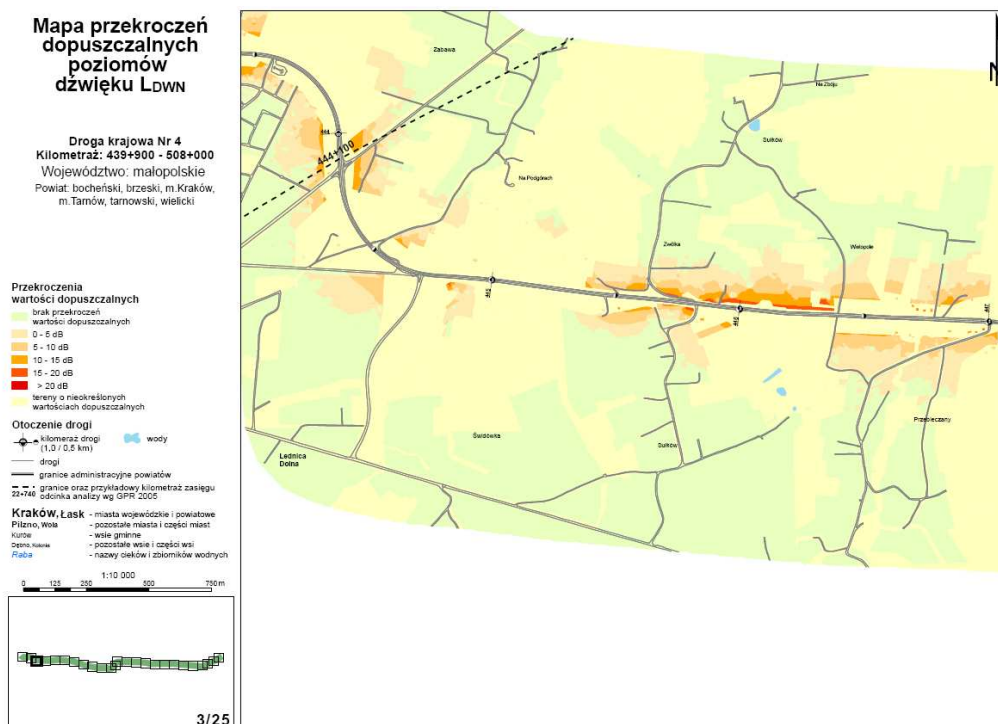 Mapa przekroczeń
dopuszczalnych
poziomów
dźwięku LDWN
Droga krajowa Nr 4
Kilometraż: 439+900 - 508+000
Województwo: małopolskie
Powiat: bocheński, brzeski, m.Kraków,
m.Tarnów, tarnowski, wielicki
Przekroczenia
wartości dopuszczalnych
brak przekroczeń
wartości dopuszczalnych
0 - 5 dB
5 - 10 dB
10 - 15 dB
15 - 20 dB
> 20 dB
tereny o nieokreślonych
wartościach dopuszczalnych
Otoczenie drogi
kilometraż drogi
(1,0 / 0,5 km)
wody
drogi
granice administracyjne powiatów
22+740
granice oraz przykładowy kilometraż zasięgu
odcinka analizy wg GPR 2005
Kraków, Łask - miasta wojewódzkie i powiatowe
Pilzno, Wola - pozostałe miasta i części miast
Kurów - wsie gminne
Dębno, Kolonia - pozostałe wsie i części wsi
Raba - nazwy cieków i zbiorników wodnych
1:10 000
0 125 250 500 750 m
3/25
Zabawa
444+100
Na Podgórach
Na Zbóju
Sułków
Zwólka
Wielopole
Lednica
Dolna
Sułków
Przebieczany
N